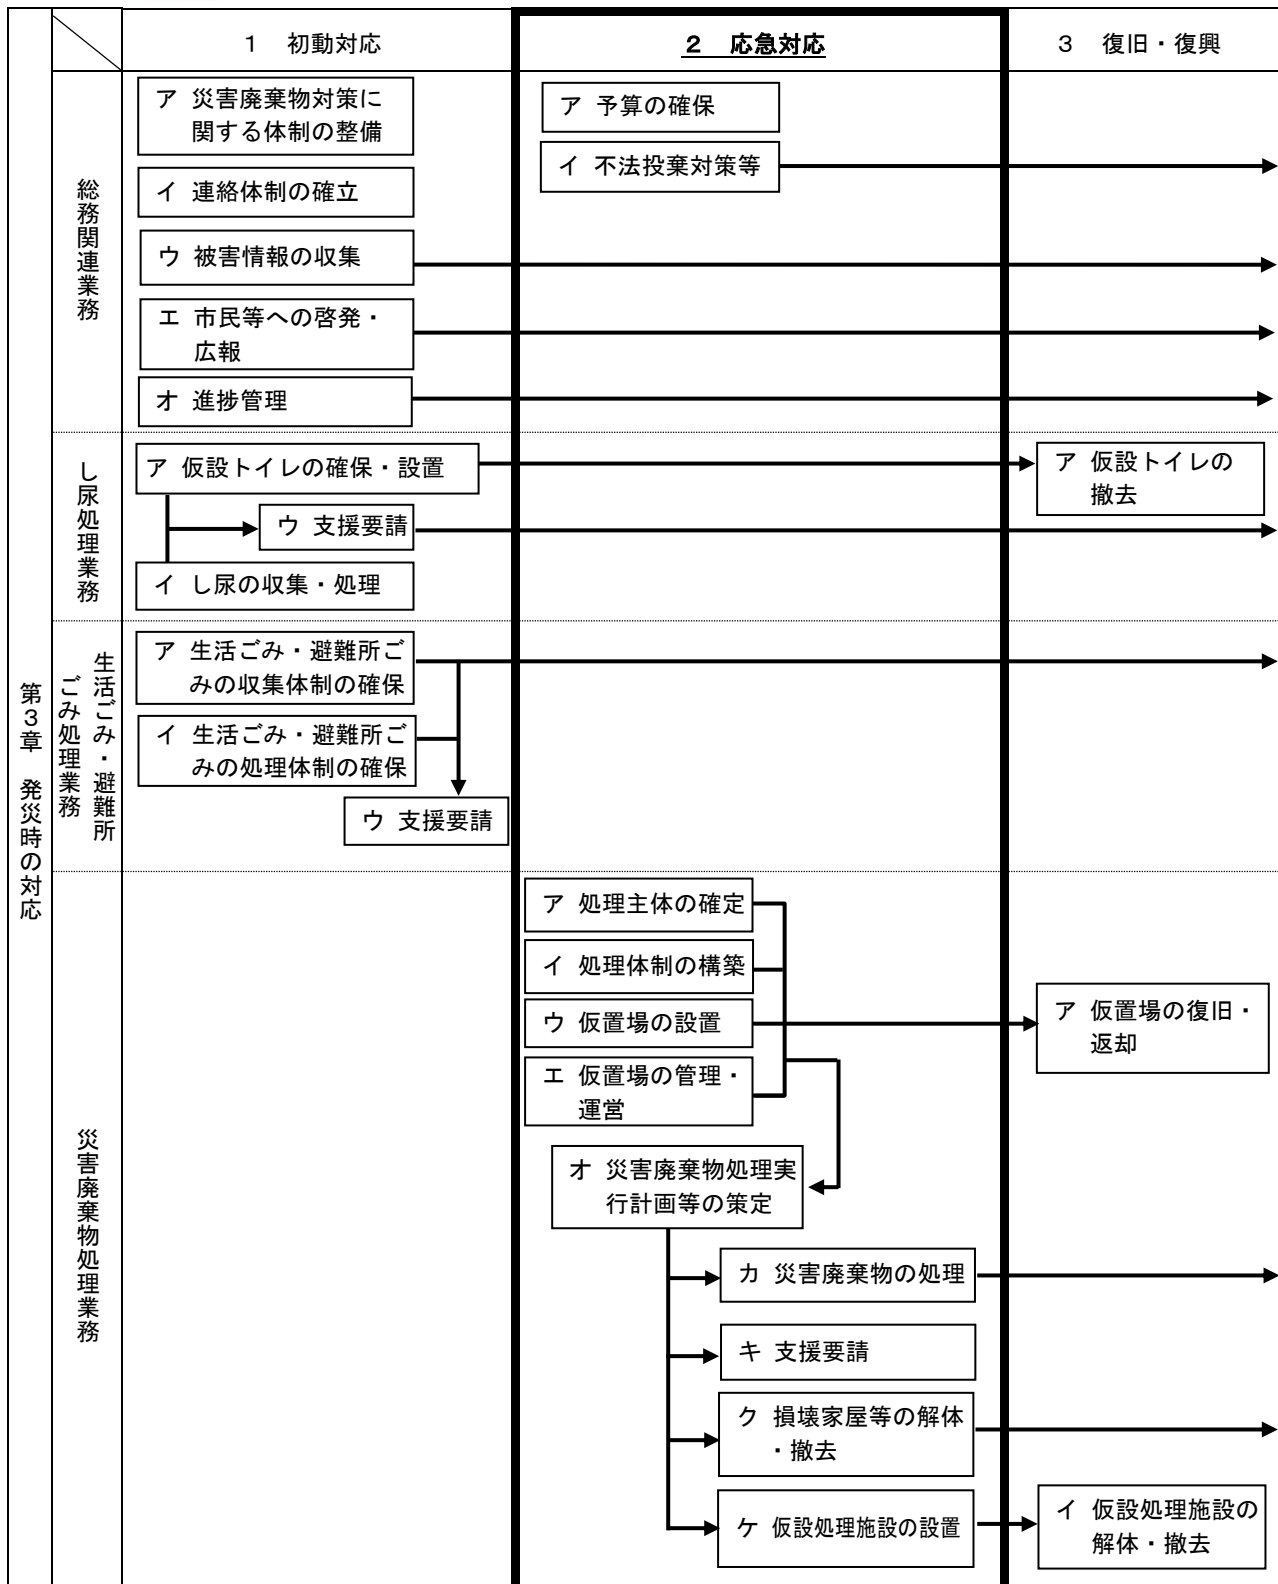 1 初動対応
2 応急対応
3 復旧・復興
第3章 発災時の対応
総務関連業務
ア 災害廃棄物対策に
関する体制の整備
イ 連絡体制の確立
ウ 被害情報の収集
エ 市民等への啓発・
広報
オ 進捗管理
ア 予算の確保
イ 不法投棄対策等
し尿処理業務
ア 仮設トイレの確保・設置
ウ 支援要請
イ し尿の収集・処理
ア 仮設トイレの
撤去
生活ごみ・避難所
ごみ処理業務
ア 生活ごみ・避難所ご
みの収集体制の確保
イ 生活ごみ・避難所ご
みの処理体制の確保
ウ 支援要請
災害廃棄物処理業務
ア 処理主体の確定
イ 処理体制の構築
ウ 仮置場の設置
エ 仮置場の管理・
運営
オ 災害廃棄物処理実
行計画等の策定
カ 災害廃棄物の処理
キ 支援要請
ク 損壊家屋等の解体
・撤去
ケ 仮設処理施設の設置
ア 仮置場の復旧・
返却
イ 仮設処理施設の
解体・撤去